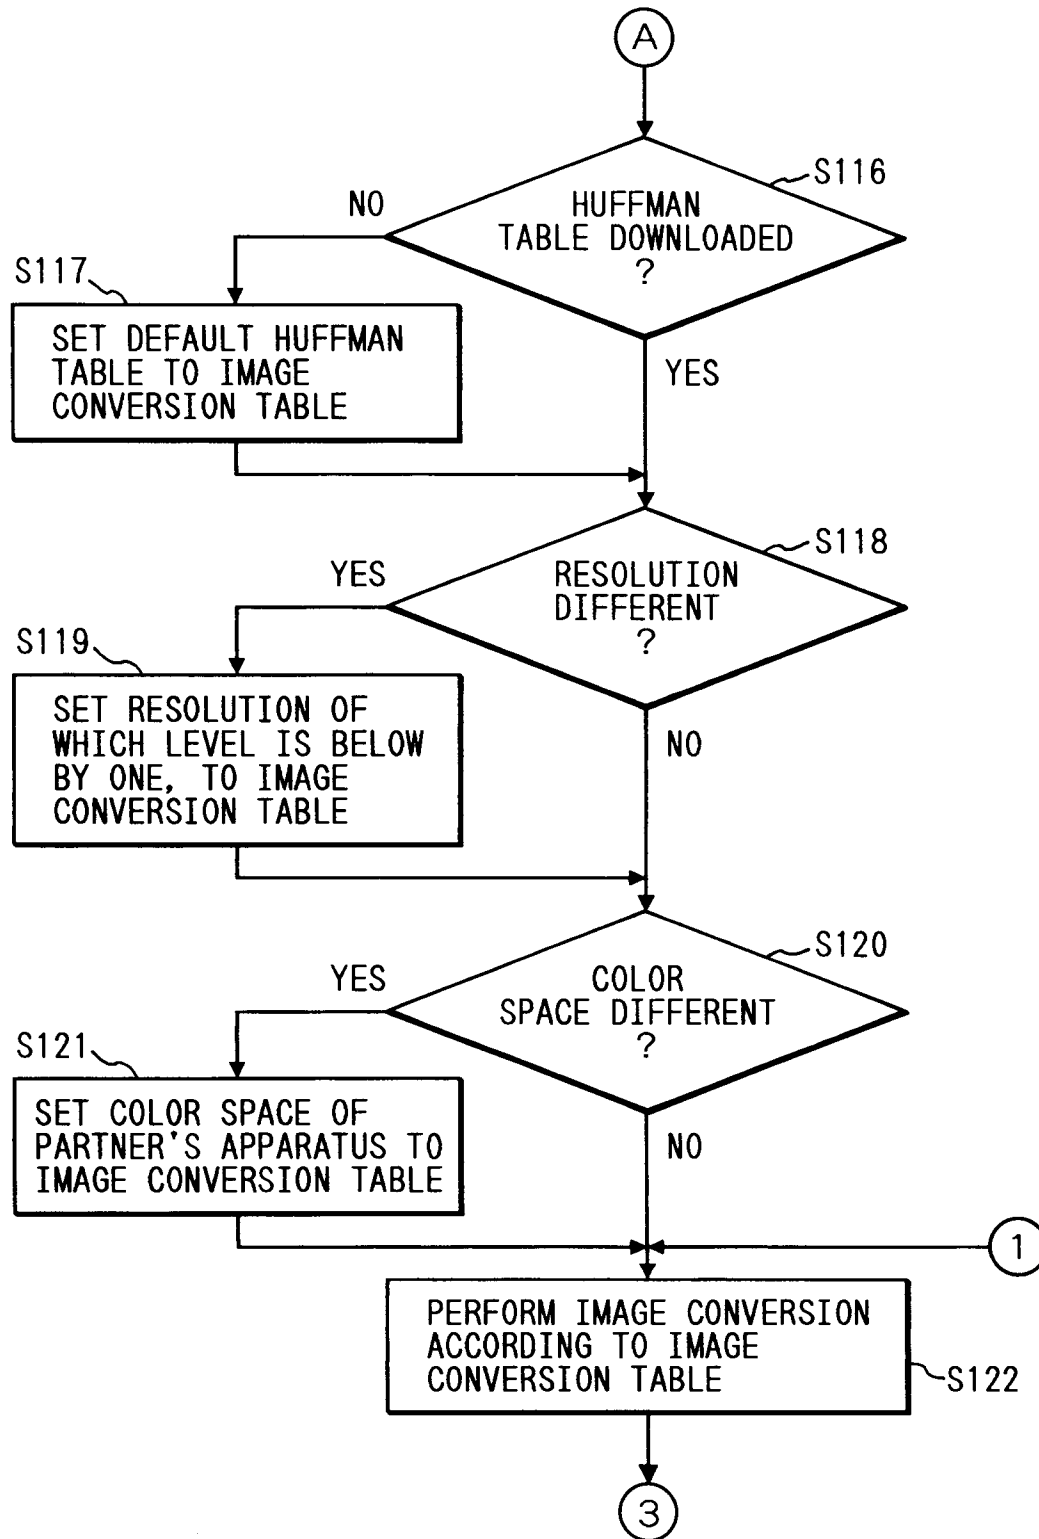 A
S116
NO
HUFFMAN
TABLE DOWNLOADED
?
S117
SET DEFAULT HUFFMAN
TABLE TO IMAGE
CONVERSION TABLE
YES
S118
YES
RESOLUTION
DIFFERENT
?
S119
SET RESOLUTION OF
WHICH LEVEL IS BELOW
BY ONE, TO IMAGE
CONVERSION TABLE
NO
S120
YES
COLOR
SPACE DIFFERENT
?
S121
SET COLOR SPACE OF
PARTNER'S APPARATUS TO
IMAGE CONVERSION TABLE
NO
1
PERFORM IMAGE CONVERSION
ACCORDING TO IMAGE
CONVERSION TABLE
S122
3